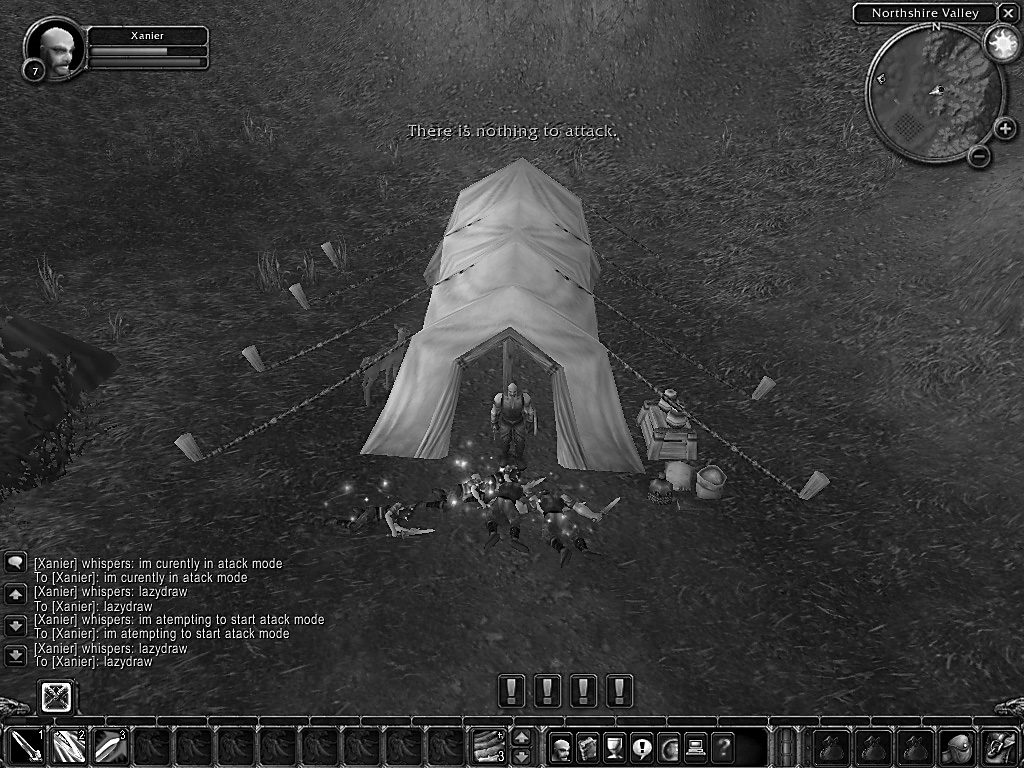 Xanier
7
Northshire Valley
N
There is nothing to attack.
[Xanier] whispers: im curently in atack mode
To [Xanier]: im curently in atack mode
[Xanier] whispers: lazydraw
To [Xanier]: lazydraw
[Xanier] whispers: im atempting to start atack mode
To [Xanier]: im atempting to start atack mode
[Xanier] whispers: lazydraw
To [Xanier]: lazydraw
! ! ! !
1 2 3 3 ! ?